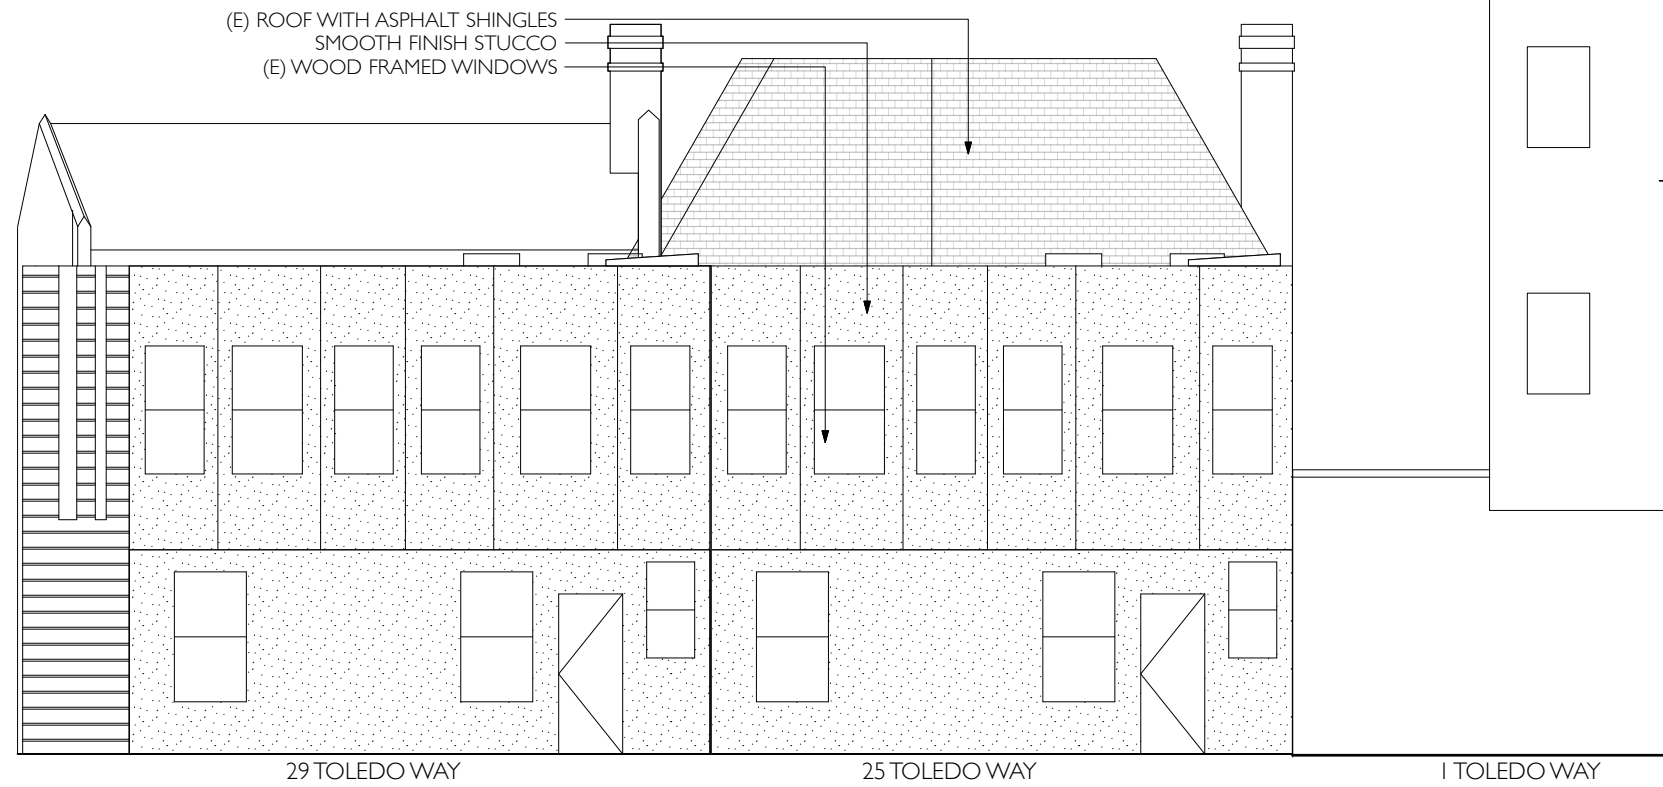 (E) ROOF WITH ASPHALT SHINGLES
SMOOTH FINISH STUCCO
(E) WOOD FRAMED WINDOWS
29 TOLEDO WAY
25 TOLEDO WAY
1 TOLEDO WAY